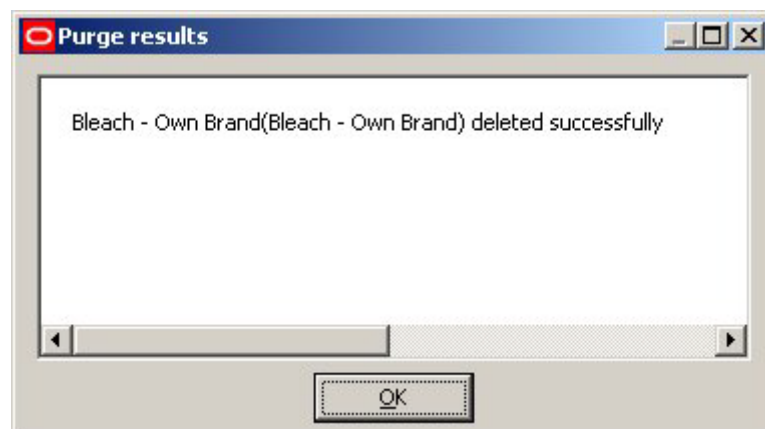 Purge results
Bleach - Own Brand(Bleach - Own Brand) deleted successfully
OK